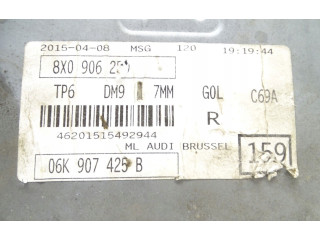 2015-04-08 MSG 120 19:19:44
8X0 906
TP6 DM9 7MM GOL C69A
R
46201515492944
ML AUDI BRUSSEL 159
06K 907 425 B